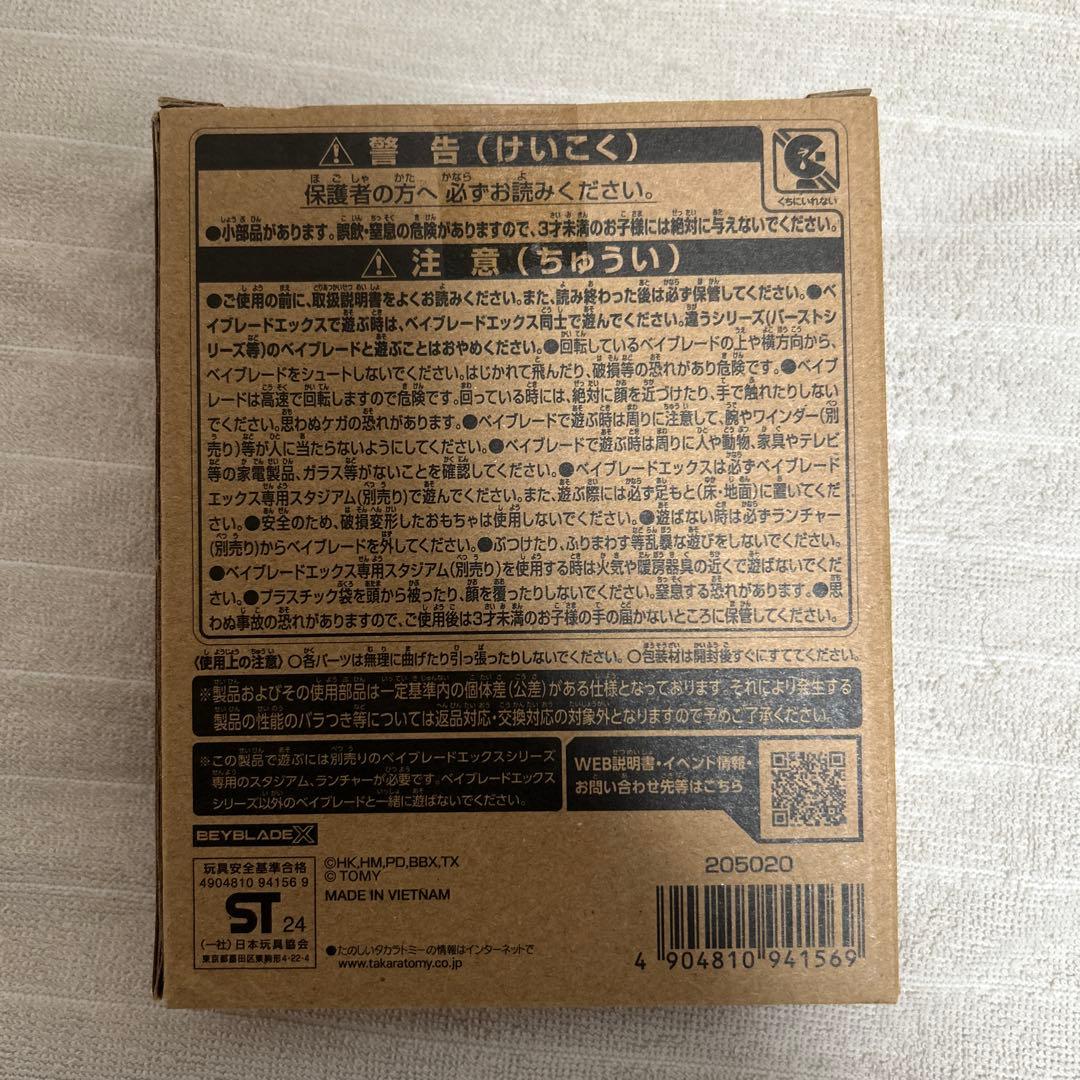 ⚠警告(けいこく)
くちにいれない
保護者の方へ 必ずお読みください。
●小部品があります。誤飲・窒息の危険がありますので、3才未満のお子様には絶対に与えないでください。
⚠注意(ちゅうい)
●ご使用の前に、取扱説明書をよくお読みください。また、読み終わった後は必ず保管してください。●ベ
イブレードエックスで遊ぶ時は、ベイブレードエックス同士で遊んでください。違うシリーズ(バーストシ
リーズ等)のベイブレードと遊ぶことはおやめください。●回転しているベイブレードの上や横方向から、
ベイブレードをシュートしないでください。はじかれて飛んだり、破損等の恐れがあり危険です。●ベイブ
レードは高速で回転しますので危険です。回っている時には、絶対に顔を近づけたり、手で触れたりしない
でください。思わぬケガの恐れがあります。●ベイブレードで遊ぶ時は周りに注意して、腕やワインダー(別
売り)等が人に当たらないようにしてください。●ベイブレードで遊ぶ時は周りに人や動物、家具やテレビ
等の家電製品、ガラス等がないことを確認してください。●ベイブレードエックスは必ずベイブレード
エックス専用スタジアム(別売り)で遊んでください。また、遊ぶ際には必ず足もと(床・地面)に置いてくだ
さい。●安全のため、破損変形したおもちゃは使用しないでください。●遊ばない時は必ずランチャー
(別売り)からベイブレードを外してください。●ぶつけたり、ふりまわす等乱暴な遊びをしないでください。
●ベイブレードエックス専用スタジアム(別売り)を使用する時は火気や暖房器具の近くで遊ばないでくだ
さい。●プラスチック袋を頭から被ったり、顔を覆ったりしないでください。窒息する恐れがあります。●思
わぬ事故の恐れがありますので、ご使用後は3才未満のお子様の手の届かないところに保管してください。
〈使用上の注意〉○各パーツは無理に曲げたり引っ張ったりしないでください。○包装材は開封後すぐにすててください。
※製品およびその使用部品は一定基準内の個体差(公差)がある仕様となっております。それにより発生する
製品の性能のバラつき等については返品対応・交換対応の対象外となりますので予めご了承ください。
※この製品で遊ぶには別売りのベイブレードエックスシリーズ
専用のスタジアム、ランチャーが必要です。ベイブレードエックス
シリーズ以外のベイブレードと一緒に遊ばないでください。
WEB説明書・イベント情報・
お問い合わせ先等はこちら
BEYBLADE X
玩具安全基準合格
4904810 94156 9
ST 24
(一社)日本玩具協会
東京都墨田区東駒形4-22-4
©HK,HM,PD,BBX,TX
© TOMY
MADE IN VIETNAM
●たのしいタカラトミーの情報はインターネットで
www.takaratomy.co.jp
205020
4 904810 941569